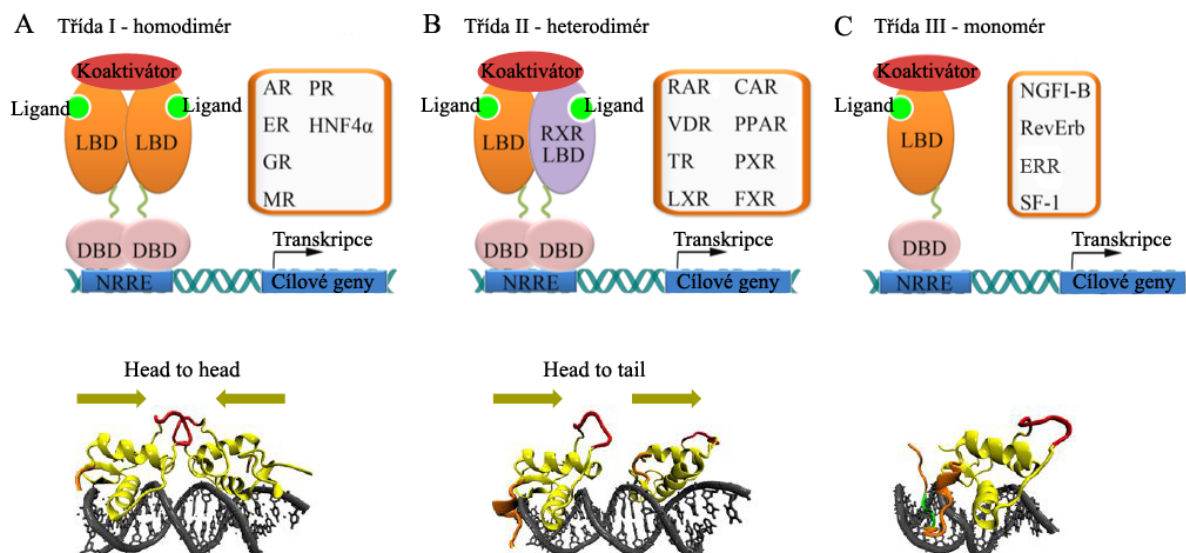 A Třída I - homodimér
Koaktivátor
Ligand
Ligand
LBD
LBD
AR PR
ER HNF4α
GR
MR
DBD
DBD
Transkripce
NRRE
Cílové geny
B Třída II - heterodimér
Koaktivátor
Ligand
Ligand
LBD
RXR
LBD
RAR CAR
VDR PPAR
TR PXR
LXR FXR
DBD
DBD
Transkripce
NRRE
Cílové geny
C Třída III - monomér
Koaktivátor
Ligand
LBD
NGFI-B
RevErb
ERR
SF-1
DBD
Transkripce
NRRE
Cílové geny
Head to head
Head to tail